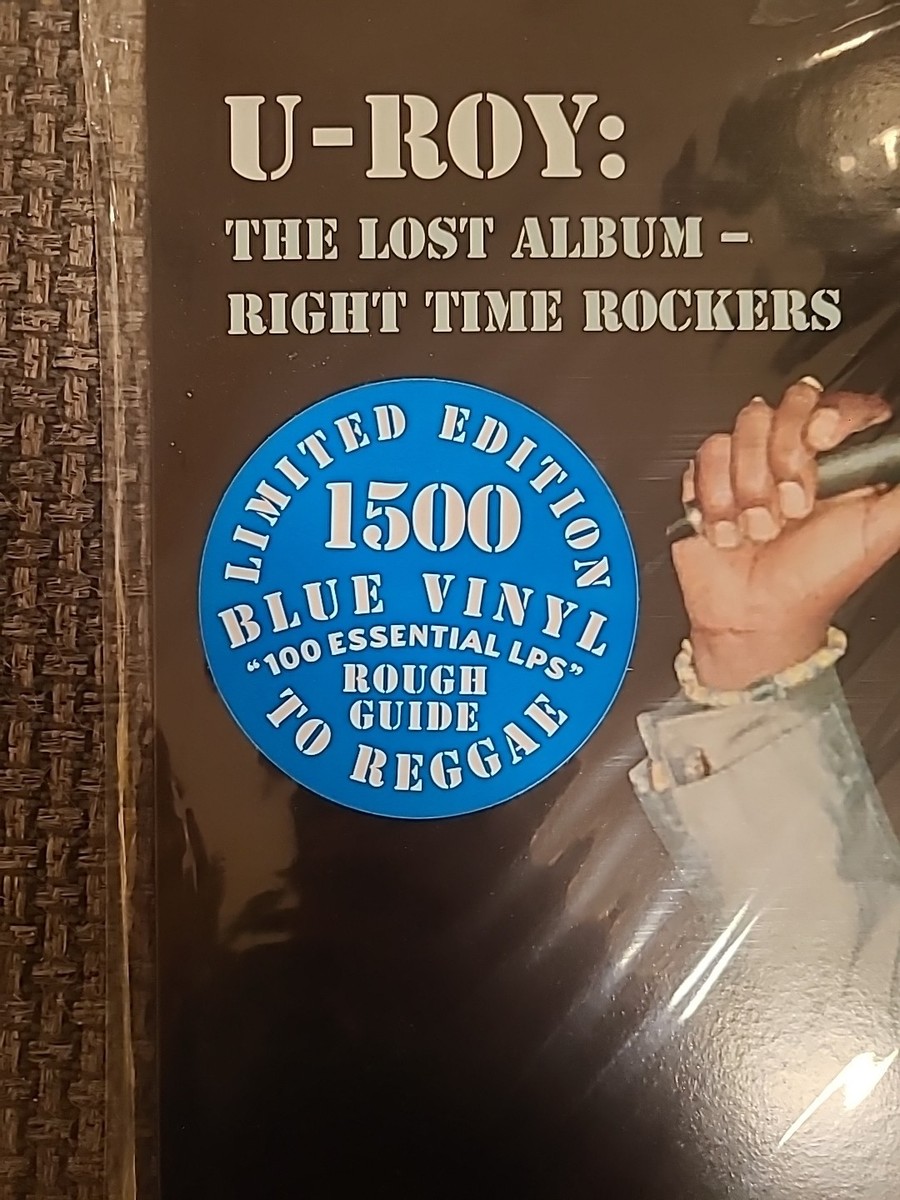 U-ROY:
THE LOST ALBUM –
RIGHT TIME ROCKERS
LIMITED EDITION
1500
BLUE VINYL
“100 ESSENTIAL LPS”
ROUGH
GUIDE
TO REGGAE